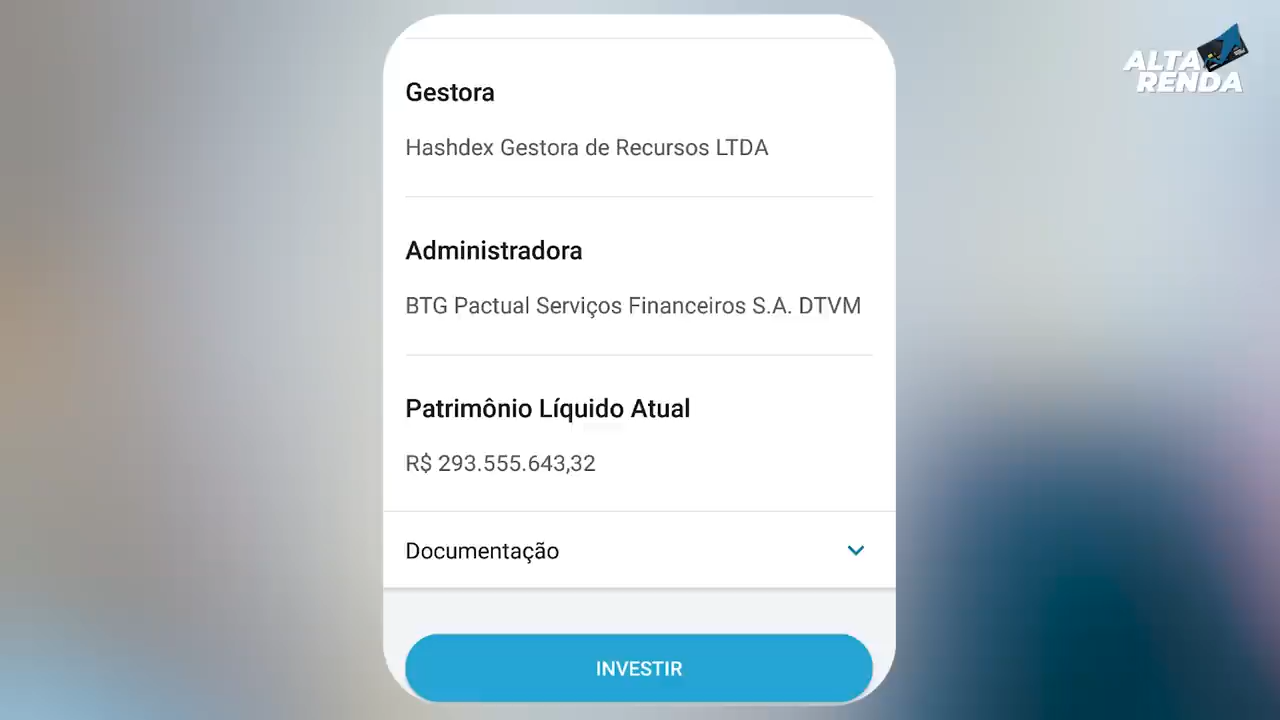 ALTA
RENDA
Gestora
Hashdex Gestora de Recursos LTDA
Administradora
BTG Pactual Serviços Financeiros S.A. DTVM
Patrimônio Líquido Atual
R$ 293.555.643,32
Documentação
INVESTIR